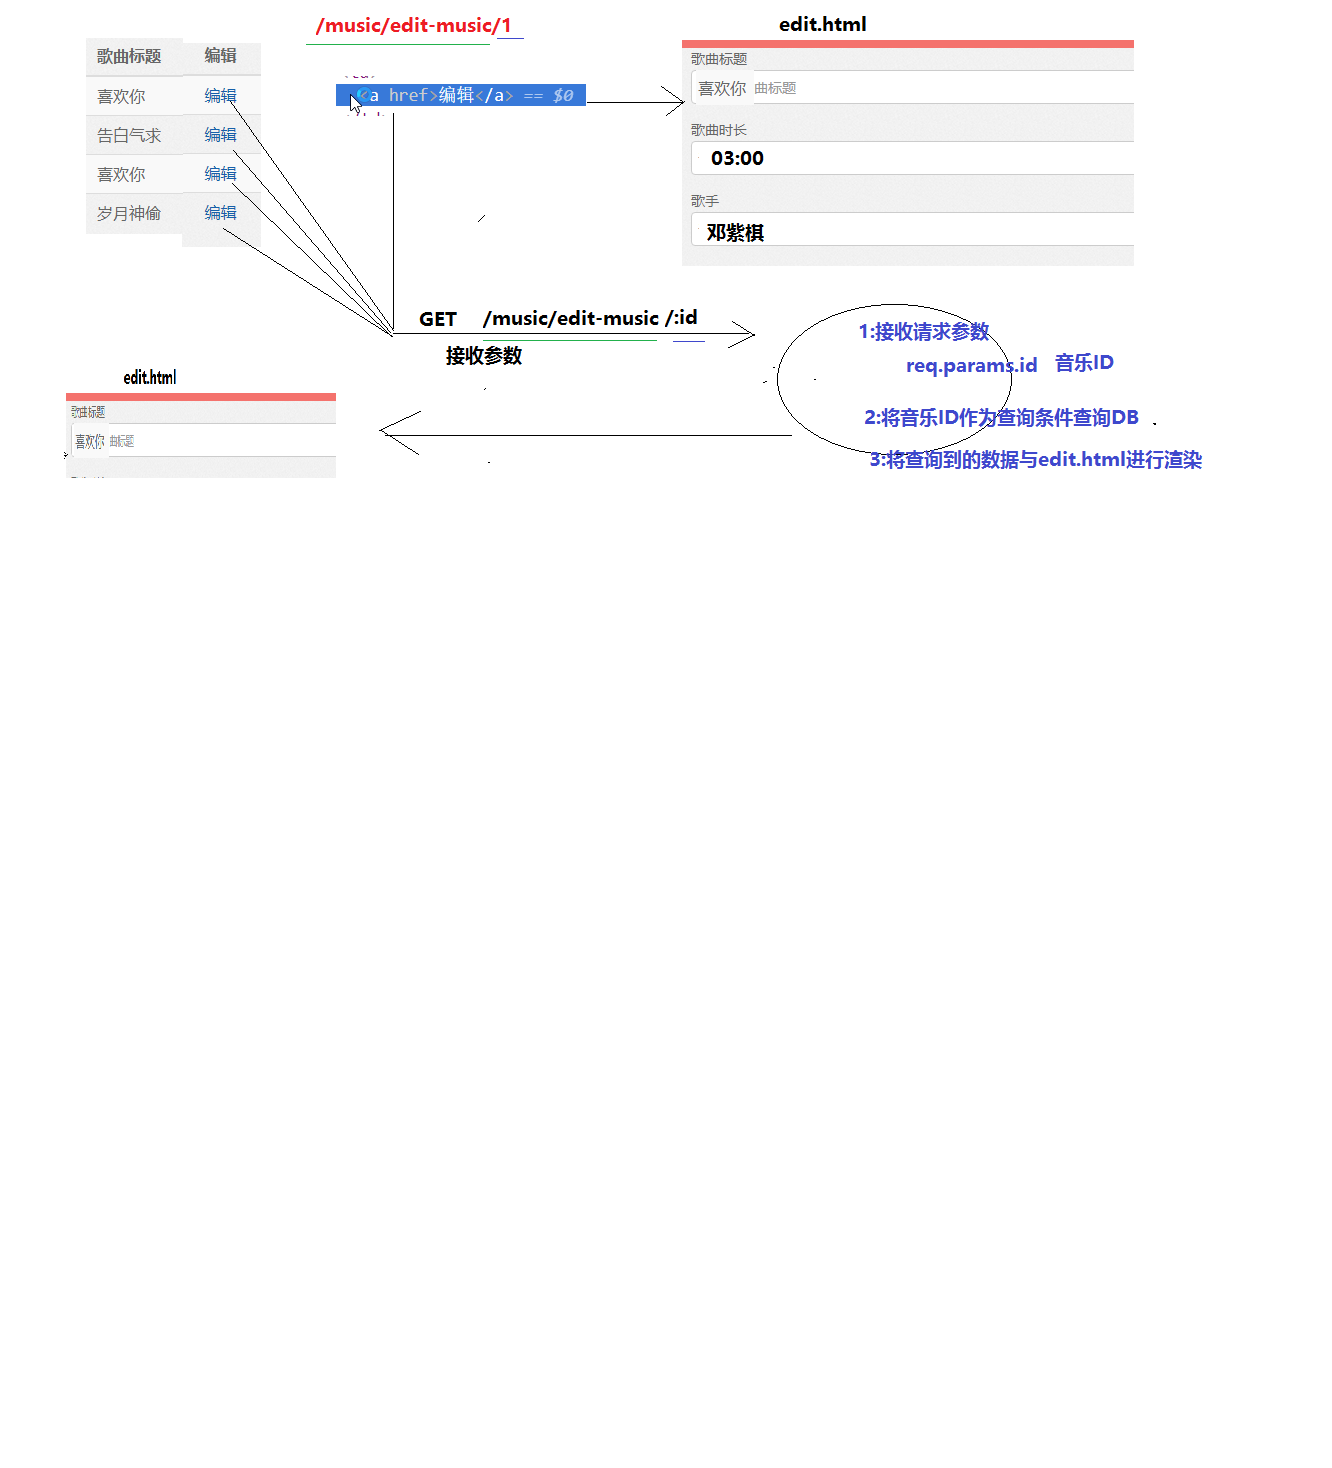 /music/edit-music/1
edit.html
歌曲标题 编辑
喜欢你 编辑
告白气求 编辑
喜欢你 编辑
岁月神偷 编辑
<a href>编辑</a> == $0
歌曲标题
喜欢你 曲标题
歌曲时长
03:00
歌手
邓紫棋
GET /music/edit-music /:id
接收参数
1:接收请求参数
req.params.id 音乐ID
2:将音乐ID作为查询条件查询DB
3:将查询到的数据与edit.html进行渲染
edit.html
歌曲标题
喜欢你 曲标题